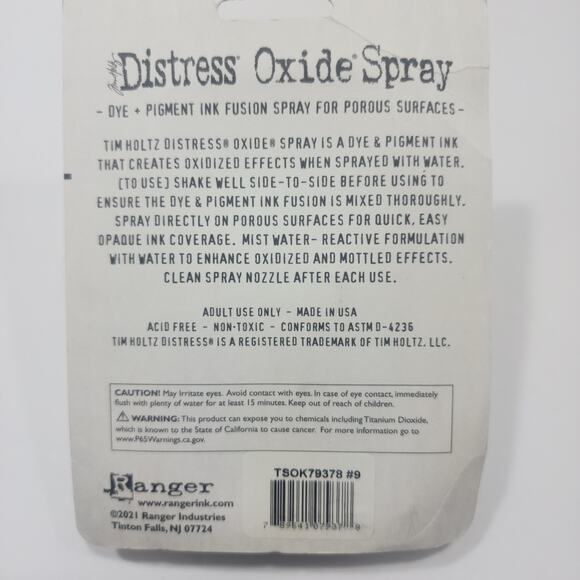 Tim Holtz
Distress® Oxide® Spray
- DYE + PIGMENT INK FUSION SPRAY FOR POROUS SURFACES -
TIM HOLTZ DISTRESS® OXIDE® SPRAY IS A DYE & PIGMENT INK
THAT CREATES OXIDIZED EFFECTS WHEN SPRAYED WITH WATER.
[TO USE] SHAKE WELL SIDE-TO-SIDE BEFORE USING TO
ENSURE THE DYE & PIGMENT INK FUSION IS MIXED THOROUGHLY.
SPRAY DIRECTLY ON POROUS SURFACES FOR QUICK, EASY
OPAQUE INK COVERAGE. MIST WATER- REACTIVE FORMULATION
WITH WATER TO ENHANCE OXIDIZED AND MOTTLED EFFECTS.
CLEAN SPRAY NOZZLE AFTER EACH USE.
ADULT USE ONLY - MADE IN USA
ACID FREE - NON-TOXIC - CONFORMS TO ASTM D-4236
TIM HOLTZ DISTRESS® IS A REGISTERED TRADEMARK OF TIM HOLTZ, LLC.
CAUTION! May Irritate eyes. Avoid contact with eyes. In case of eye contact, immediately
flush with plenty of water for at least 15 minutes. Keep out of reach of children.
⚠ WARNING: This product can expose you to chemicals including Titanium Dioxide,
which is known to the State of California to cause cancer. For more information go to
www.P65Warnings.ca.gov.
Ranger
www.rangerink.com
©2021 Ranger Industries
Tinton Falls, NJ 07724
TSOK79378 #9